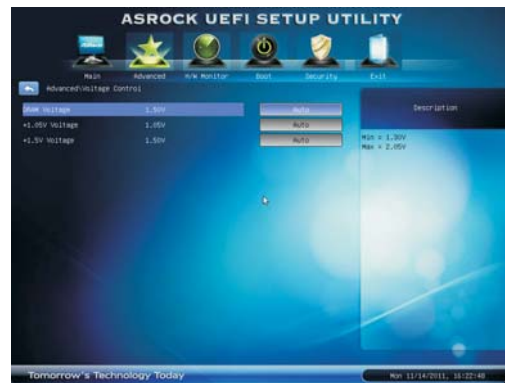 ASROCK UEFI SETUP UTILITY
Main Advanced H/W Monitor Boot Security Exit
Advanced\Voltage Control
DRAM Voltage 1.50V Auto
+1.05V Voltage 1.05V Auto
+1.5V Voltage 1.50V Auto
Description
Min = 1.30V
Max = 2.05V
Tomorrow's Technology Today
Mon 11/14/2011, 16:22:48